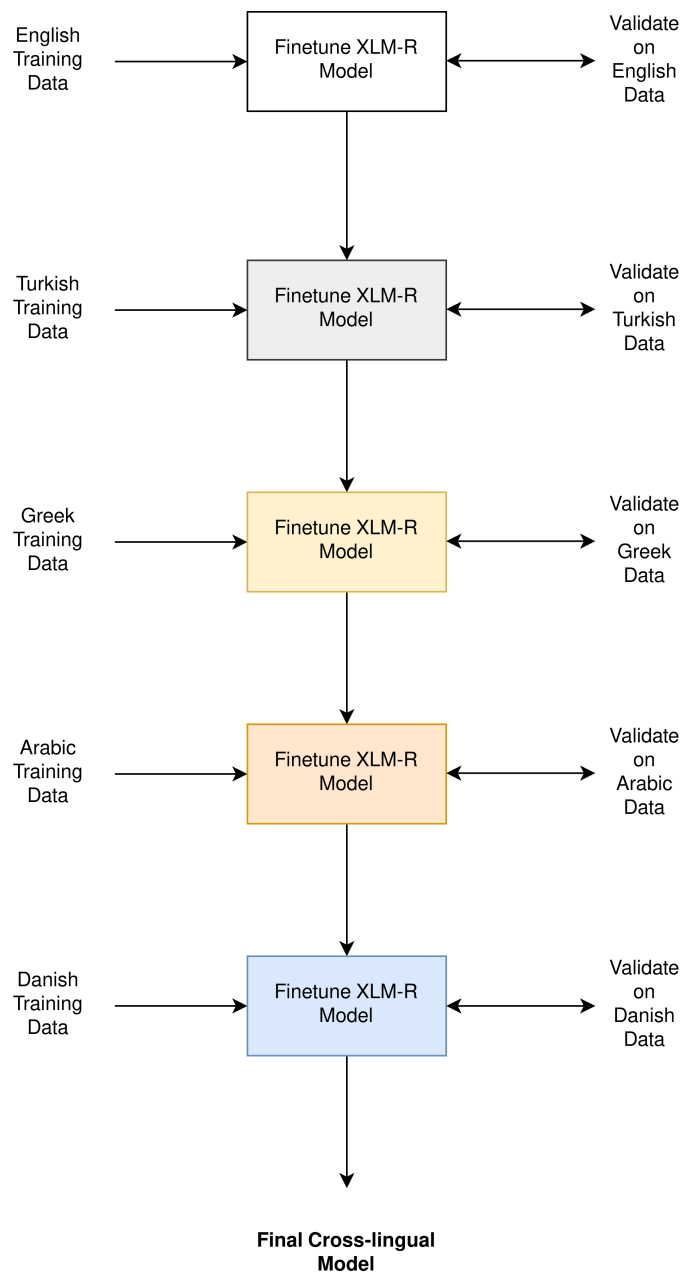 English
Training
Data
Finetune XLM-R
Model
Validate
on
English
Data
Turkish
Training
Data
Finetune XLM-R
Model
Validate
on
Turkish
Data
Greek
Training
Data
Finetune XLM-R
Model
Validate
on
Greek
Data
Arabic
Training
Data
Finetune XLM-R
Model
Validate
on
Arabic
Data
Danish
Training
Data
Finetune XLM-R
Model
Validate
on
Danish
Data
Final Cross-lingual
Model